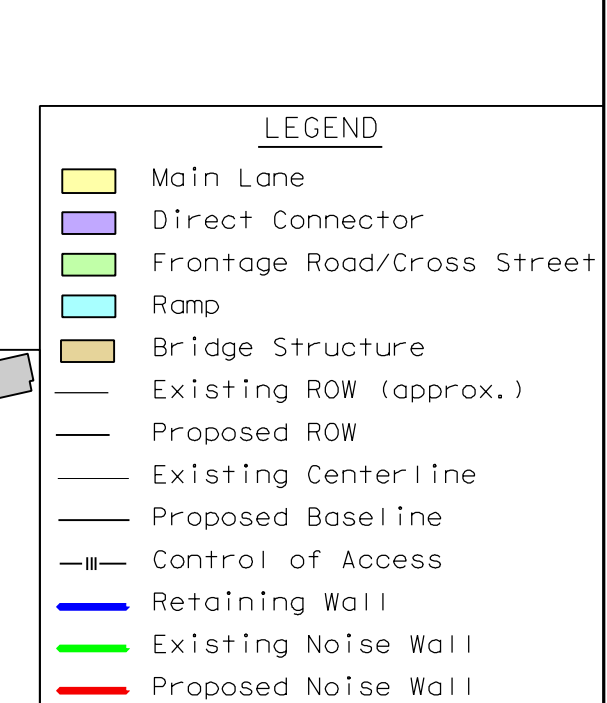 LEGEND
Main Lane
Direct Connector
Frontage Road/Cross Street
Ramp
Bridge Structure
Existing ROW (approx.)
Proposed ROW
Existing Centerline
Proposed Baseline
Control of Access
Retaining Wall
Existing Noise Wall
Proposed Noise Wall